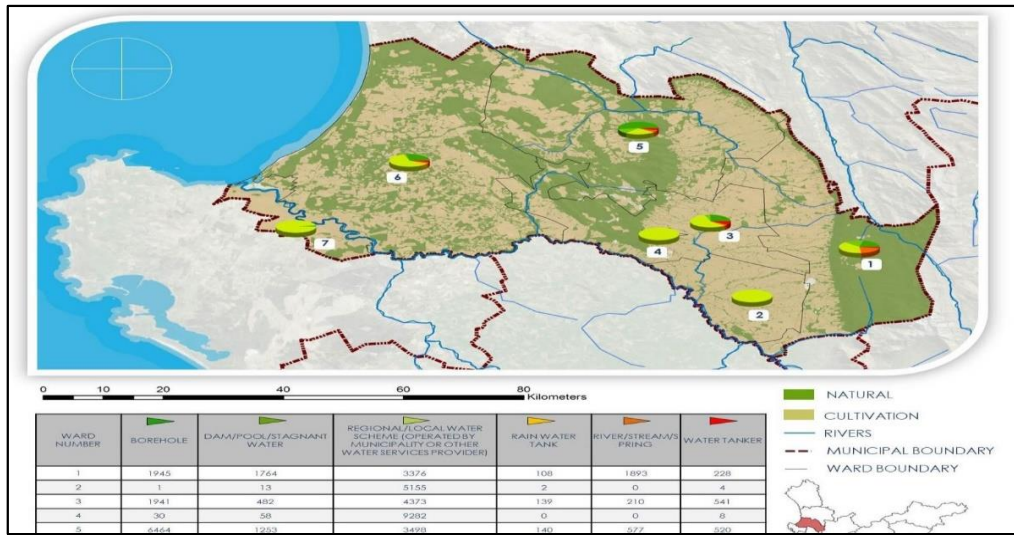 5
6
3
7
4
1
2
0 10 20 40 60 80
Kilometers
NATURAL
CULTIVATION
RIVERS
MUNICIPAL BOUNDARY
WARD BOUNDARY
WARD NUMBER
BOREHOLE
DAM/POOL/STAGNANT WATER
REGIONAL/LOCAL WATER SCHEME (OPERATED BY MUNICIPALITY OR OTHER WATER SERVICES PROVIDER)
RAIN WATER TANK
RIVER/STREAM/SPRING
WATER TANKER
1 1945 1764 3376 108 1893 228
2 1 13 5155 2 0 4
3 1941 482 4373 139 210 541
4 30 58 9282 0 0 8
5 6464 1253 3498 140 577 520